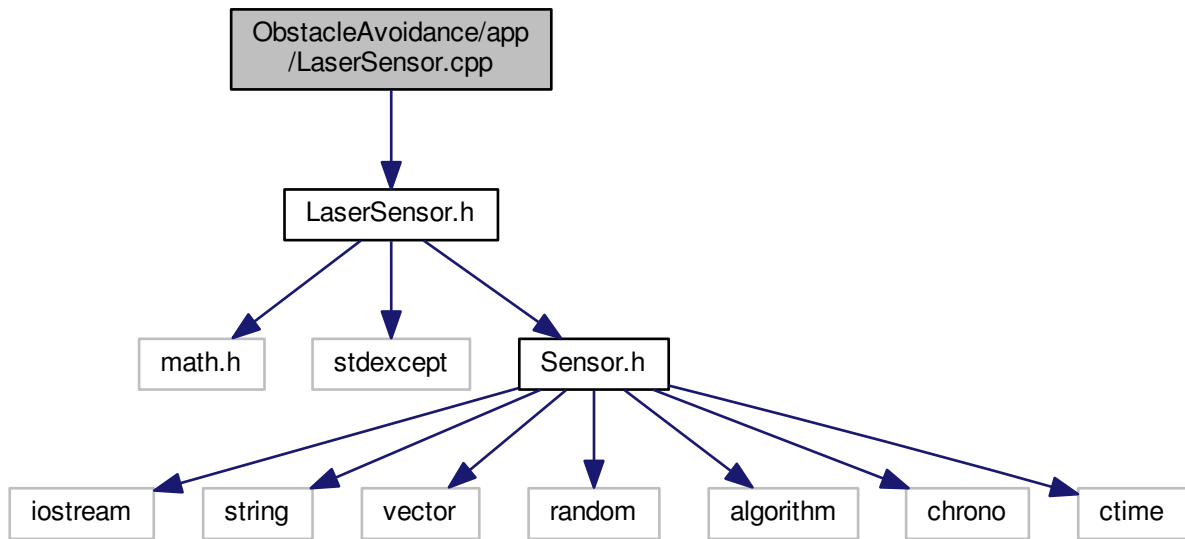 ObstacleAvoidance/app
/LaserSensor.cpp
LaserSensor.h
math.h
stdexcept
Sensor.h
iostream
string
vector
random
algorithm
chrono
ctime